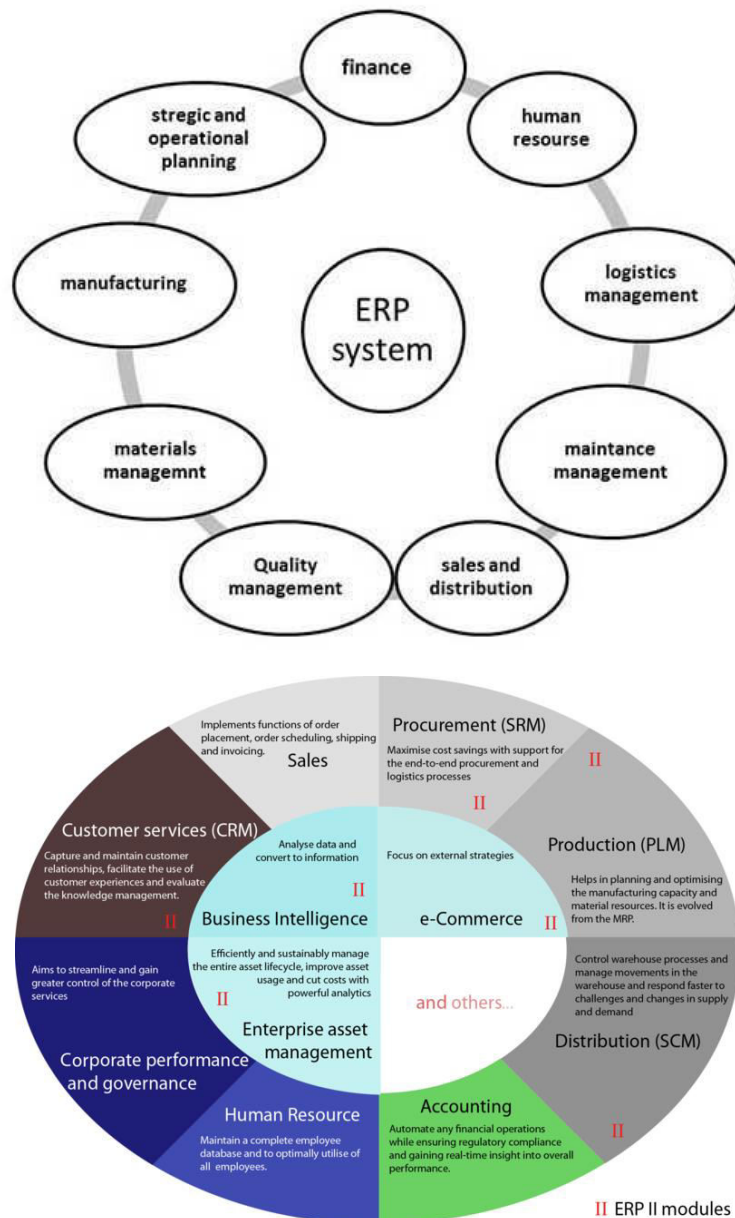 finance
human
resourse
logistics
management
maintance
management
sales and
distribution
Quality
management
materials
managemnt
manufacturing
stregic and
operational
planning
ERP
system
Implements functions of order
placement, order scheduling, shipping
and invoicing.
Sales
Procurement (SRM)
Maximise cost savings with support for
the end-to-end procurement and
logistics processes
II
II
Production (PLM)
Helps in planning and optimising
the manufacturing capacity and
material resources. It is evolved
from the MRP.
Customer services (CRM)
Capture and maintain customer
relationships, facilitate the use of
customer experiences and evaluate
the knowledge management.
II
Analyse data and
convert to information
II
Business Intelligence
Focus on external strategies
e-Commerce
II
Aims to streamline and gain
greater control of the corporate
services
Corporate performance
and governance
Efficiently and sustainably manage
the entire asset lifecycle, improve asset
usage and cut costs with
powerful analytics
II
Enterprise asset
management
and others...
Control warehouse processes and
manage movements in the
warehouse and respond faster to
challenges and changes in supply
and demand
Distribution (SCM)
II
Human Resource
Maintain a complete employee
database and to optimally utilise of
all employees.
Accounting
Automate any financial operations
while ensuring regulatory compliance
and gaining real-time insight into overall
performance.
II ERP II modules